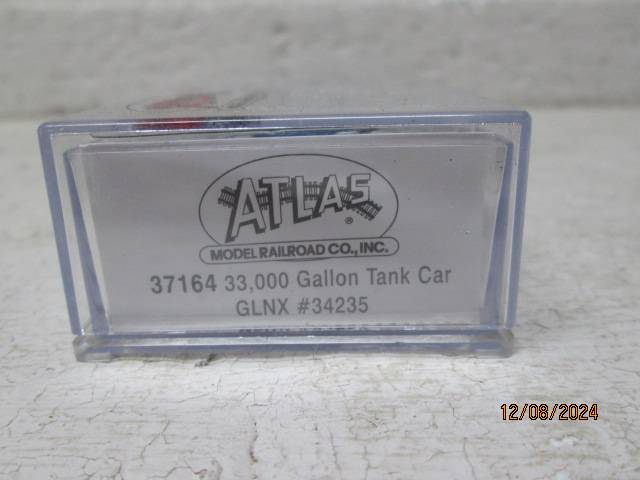 ATLAS ®
MODEL RAILROAD CO., INC.
37164 33,000 Gallon Tank Car
GLNX #34235
12/08/2024